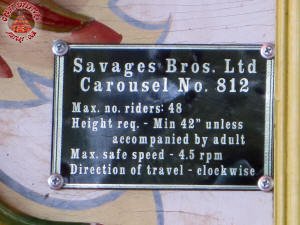 Savages Bros. Ltd
Carousel No. 812
Max. no. riders: 48
Height req. - Min 42" unless
accompanied by adult
Max. safe speed - 4.5 rpm
Direction of travel - clockwise